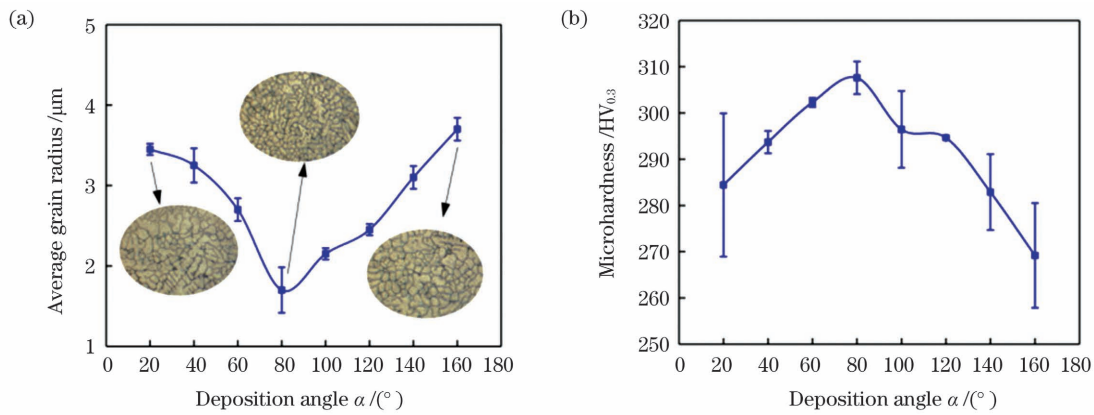 (a)
5
4
3
2
1
Average grain radius /μm
0 20 40 60 80 100 120 140 160 180
Deposition angle α /(° )
(b)
320
310
300
290
280
270
260
250
Microhardness /HV0.3
0 20 40 60 80 100 120 140 160 180
Deposition angle α /(° )